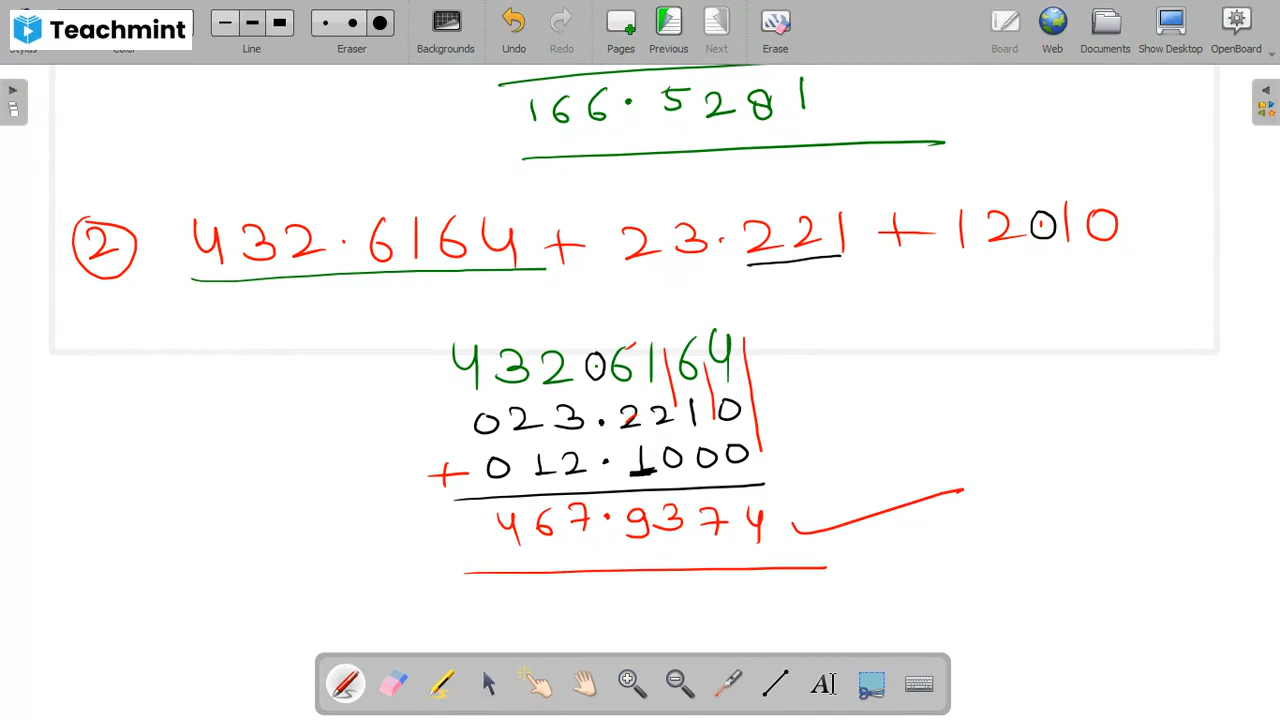 Teachmint
Line
Eraser
Backgrounds
Undo
Redo
Pages
Previous
Next
Erase
Board
Web
Documents
Show Desktop
OpenBoard
166.5281
2 432.6164 + 23.221 + 12.10
432.6164
023.2210
+ 012.1000
467.9374